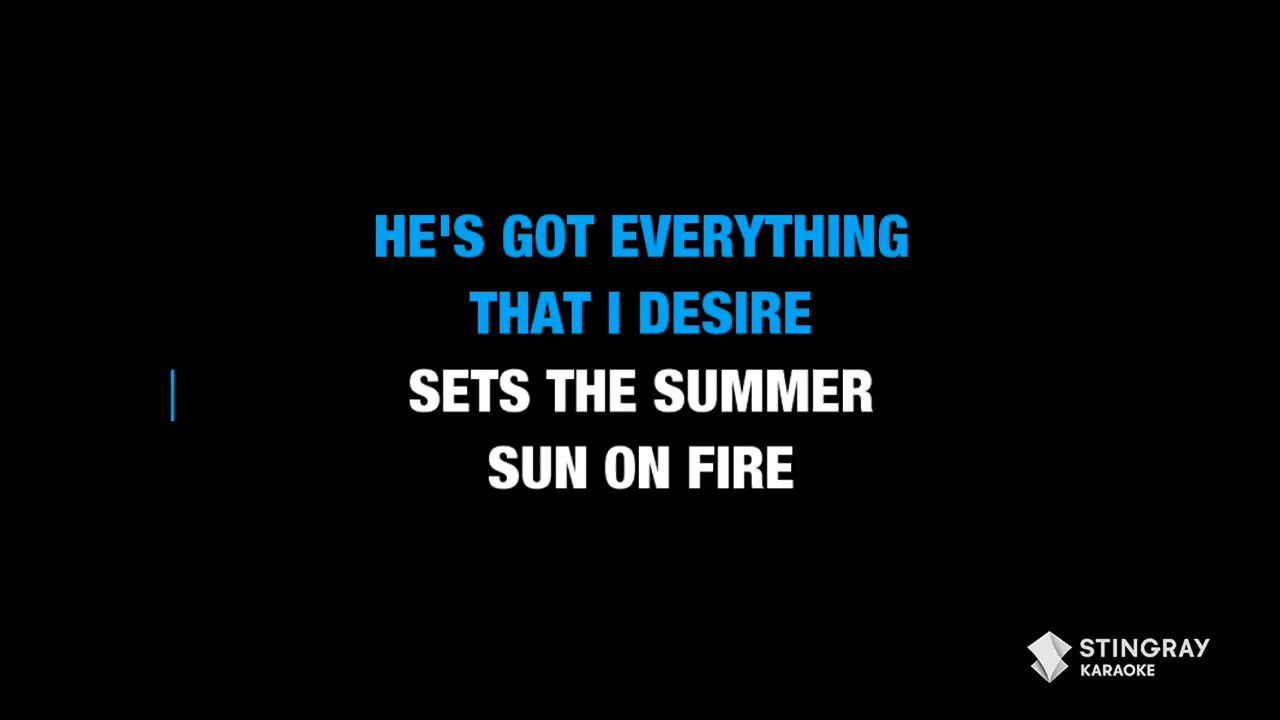 HE'S GOT EVERYTHING
THAT I DESIRE
SETS THE SUMMER
SUN ON FIRE
STINGRAY
KARAOKE